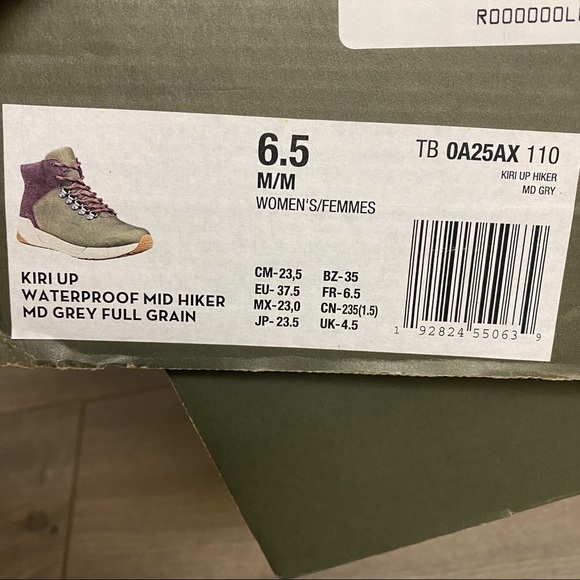 R000000L
6.5
M/M
WOMEN'S/FEMMES
TB 0A25AX 110
KIRI UP HIKER
MD GRY
KIRI UP
WATERPROOF MID HIKER
MD GREY FULL GRAIN
CM-23,5 BZ-35
EU-37.5 FR-6.5
MX-23,0 CN-235(1.5)
JP-23.5 UK-4.5
1 92824 55063 9